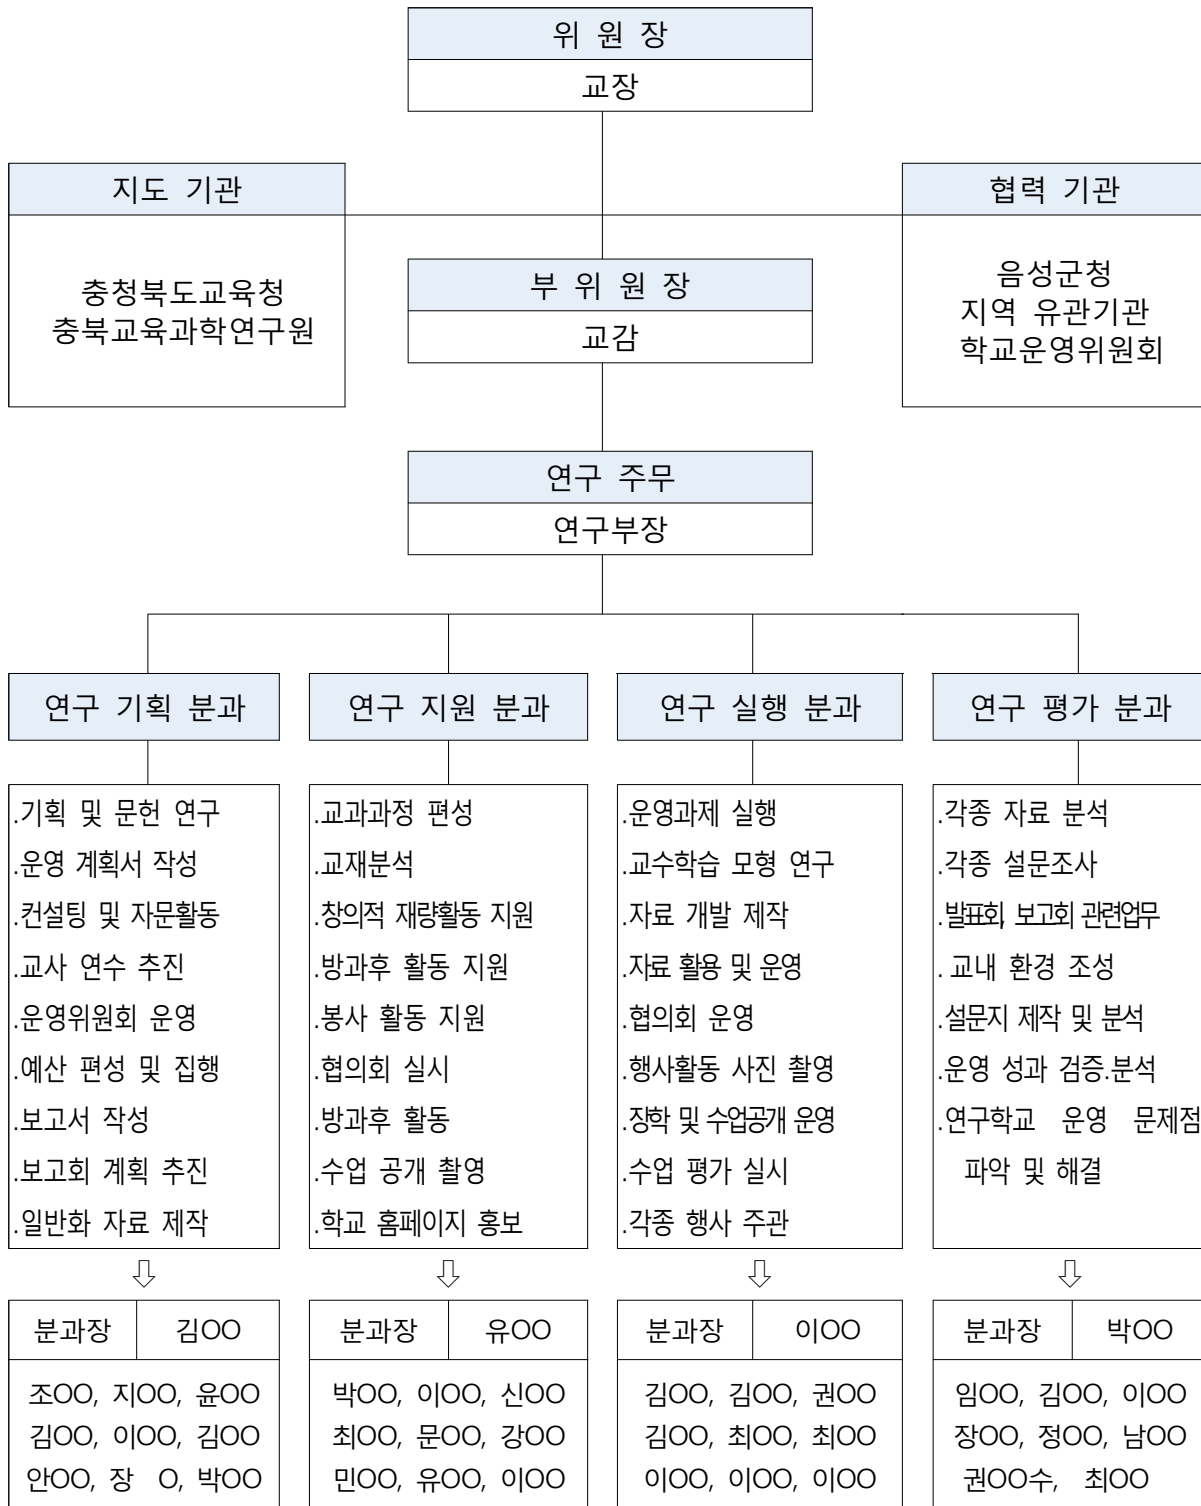 위 원 장
교장
지도 기관
충청북도교육청
충북교육과학연구원
협력 기관
음성군청
지역 유관기관
학교운영위원회
부 위 원 장
교감
연구 주무
연구부장
연구 기획 분과
.기획 및 문헌 연구
.운영 계획서 작성
.컨설팅 및 자문활동
.교사 연수 추진
.운영위원회 운영
.예산 편성 및 집행
.보고서 작성
.보고회 계획 추진
.일반화 자료 제작
⇩
분과장 김OO
조OO, 지OO, 윤OO
김OO, 이OO, 김OO
안OO, 장 O, 박OO
연구 지원 분과
.교과과정 편성
.교재분석
.창의적 재량활동 지원
.방과후 활동 지원
.봉사 활동 지원
.협의회 실시
.방과후 활동
.수업 공개 촬영
.학교 홈페이지 홍보
⇩
분과장 유OO
박OO, 이OO, 신OO
최OO, 문OO, 강OO
민OO, 유OO, 이OO
연구 실행 분과
.운영과제 실행
.교수학습 모형 연구
.자료 개발 제작
.자료 활용 및 운영
.협의회 운영
.행사활동 사진 촬영
.장학 및 수업공개 운영
.수업 평가 실시
.각종 행사 주관
⇩
분과장 이OO
김OO, 김OO, 권OO
김OO, 최OO, 최OO
이OO, 이OO, 이OO
연구 평가 분과
.각종 자료 분석
.각종 설문조사
.발표회, 보고회 관련업무
. 교내 환경 조성
.설문지 제작 및 분석
.운영 성과 검증.분석
.연구학교 운영 문제점
파악 및 해결
⇩
분과장 박OO
임OO, 김OO, 이OO
장OO, 정OO, 남OO
권OO수, 최OO